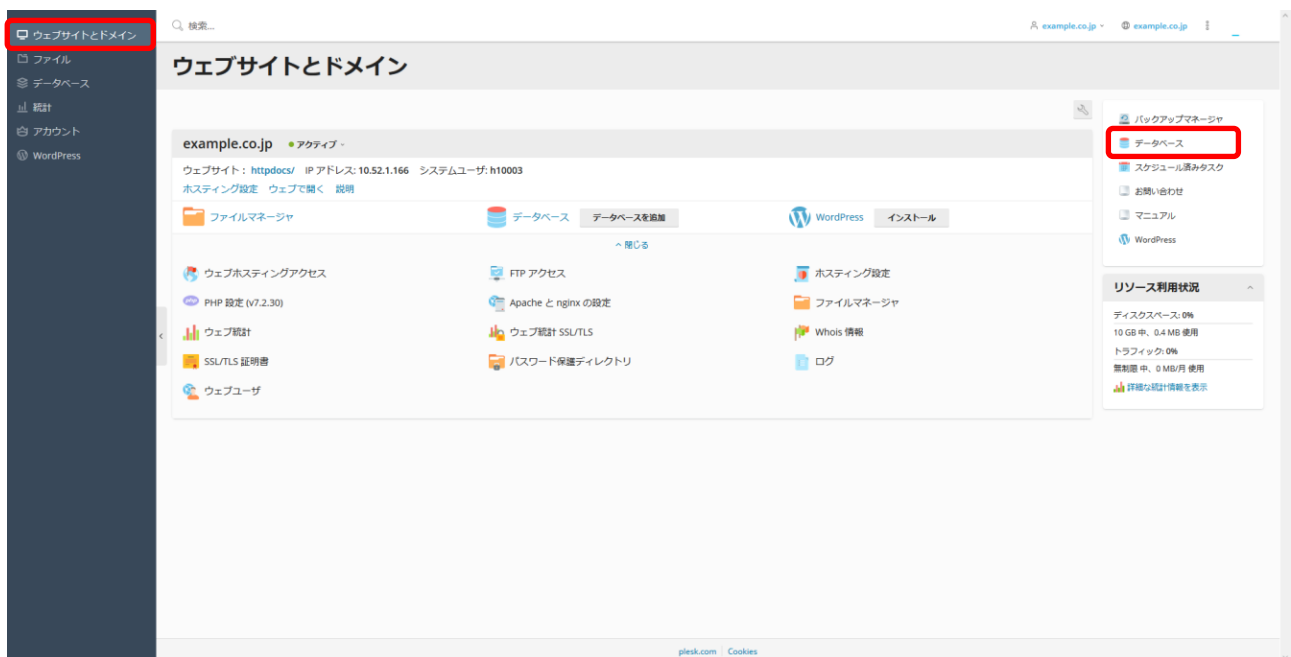 ウェブサイトとドメイン
ファイル
データベース
統計
アカウント
WordPress
検索...
example.co.jp
example.co.jp
ウェブサイトとドメイン
example.co.jp アクティブ
ウェブサイト : httpdocs/ IP アドレス: 10.52.1.166 システムユーザ: h10003
ホスティング設定 ウェブで開く 説明
ファイルマネージャ
データベース データベースを追加
WordPress インストール
閉じる
ウェブホスティングアクセス
FTP アクセス
ホスティング設定
PHP 設定 (v7.2.30)
Apache と nginx の設定
ファイルマネージャ
ウェブ統計
ウェブ統計 SSL/TLS
Whois 情報
SSL/TLS 証明書
パスワード保護ディレクトリ
ログ
ウェブユーザ
バックアップマネージャ
データベース
スケジュール済みタスク
お問い合わせ
マニュアル
WordPress
リソース利用状況
ディスクスペース: 0%
10 GB 中、0.4 MB 使用
トラフィック: 0%
無制限 中、0 MB/月 使用
詳細な統計情報を表示
plesk.com Cookies